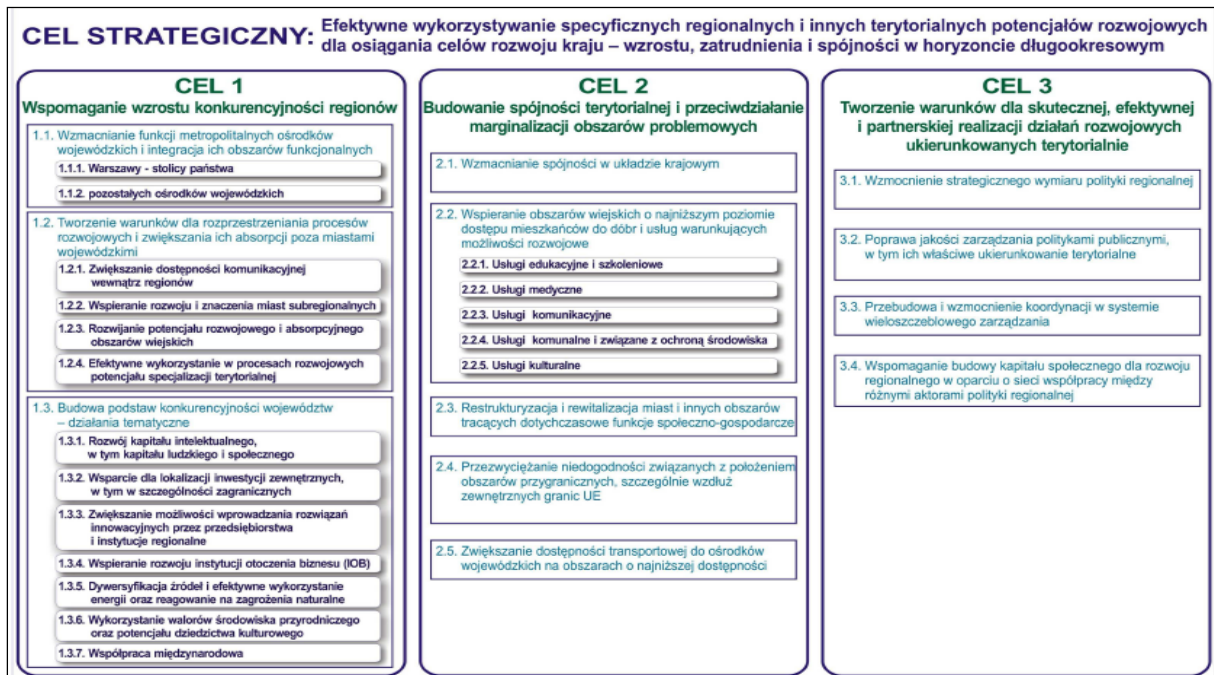 CEL STRATEGICZNY: Efektywne wykorzystywanie specyficznych regionalnych i innych terytorialnych potencjałów rozwojowych
dla osiągania celów rozwoju kraju – wzrostu, zatrudnienia i spójności w horyzoncie długookresowym
CEL 1
Wspomaganie wzrostu konkurencyjności regionów
1.1. Wzmacnianie funkcji metropolitalnych ośrodków
wojewódzkich i integracja ich obszarów funkcjonalnych
1.1.1. Warszawy - stolicy państwa
1.1.2. pozostałych ośrodków wojewódzkich
1.2. Tworzenie warunków dla rozprzestrzeniania procesów
rozwojowych i zwiększania ich absorpcji poza miastami
wojewódzkimi
1.2.1. Zwiększanie dostępności komunikacyjnej
wewnątrz regionów
1.2.2. Wspieranie rozwoju i znaczenia miast subregionalnych
1.2.3. Rozwijanie potencjału rozwojowego i absorpcyjnego
obszarów wiejskich
1.2.4. Efektywne wykorzystanie w procesach rozwojowych
potencjału specjalizacji terytorialnej
1.3. Budowa podstaw konkurencyjności województw
– działania tematyczne
1.3.1. Rozwój kapitału intelektualnego,
w tym kapitału ludzkiego i społecznego
1.3.2. Wsparcie dla lokalizacji inwestycji zewnętrznych,
w tym w szczególności zagranicznych
1.3.3. Zwiększanie możliwości wprowadzania rozwiązań
innowacyjnych przez przedsiębiorstwa
i instytucje regionalne
1.3.4. Wspieranie rozwoju instytucji otoczenia biznesu (IOB)
1.3.5. Dywersyfikacja źródeł i efektywne wykorzystanie
energii oraz reagowanie na zagrożenia naturalne
1.3.6. Wykorzystanie walorów środowiska przyrodniczego
oraz potencjału dziedzictwa kulturowego
1.3.7. Współpraca międzynarodowa
CEL 2
Budowanie spójności terytorialnej i przeciwdziałanie
marginalizacji obszarów problemowych
2.1. Wzmacnianie spójności w układzie krajowym
2.2. Wspieranie obszarów wiejskich o najniższym poziomie
dostępu mieszkańców do dóbr i usług warunkujących
możliwości rozwojowe
2.2.1. Usługi edukacyjne i szkoleniowe
2.2.2. Usługi medyczne
2.2.3. Usługi komunikacyjne
2.2.4. Usługi komunalne i związane z ochroną środowiska
2.2.5. Usługi kulturalne
2.3. Restrukturyzacja i rewitalizacja miast i innych obszarów
tracących dotychczasowe funkcje społeczno-gospodarcze
2.4. Przezwyciężanie niedogodności związanych z położeniem
obszarów przygranicznych, szczególnie wzdłuż
zewnętrznych granic UE
2.5. Zwiększanie dostępności transportowej do ośrodków
wojewódzkich na obszarach o najniższej dostępności
CEL 3
Tworzenie warunków dla skutecznej, efektywnej
i partnerskiej realizacji działań rozwojowych
ukierunkowanych terytorialnie
3.1. Wzmocnienie strategicznego wymiaru polityki regionalnej
3.2. Poprawa jakości zarządzania politykami publicznymi,
w tym ich właściwe ukierunkowanie terytorialne
3.3. Przebudowa i wzmocnienie koordynacji w systemie
wieloszczeblowego zarządzania
3.4. Wspomaganie budowy kapitału społecznego dla rozwoju
regionalnego w oparciu o sieci współpracy między
różnymi aktorami polityki regionalnej